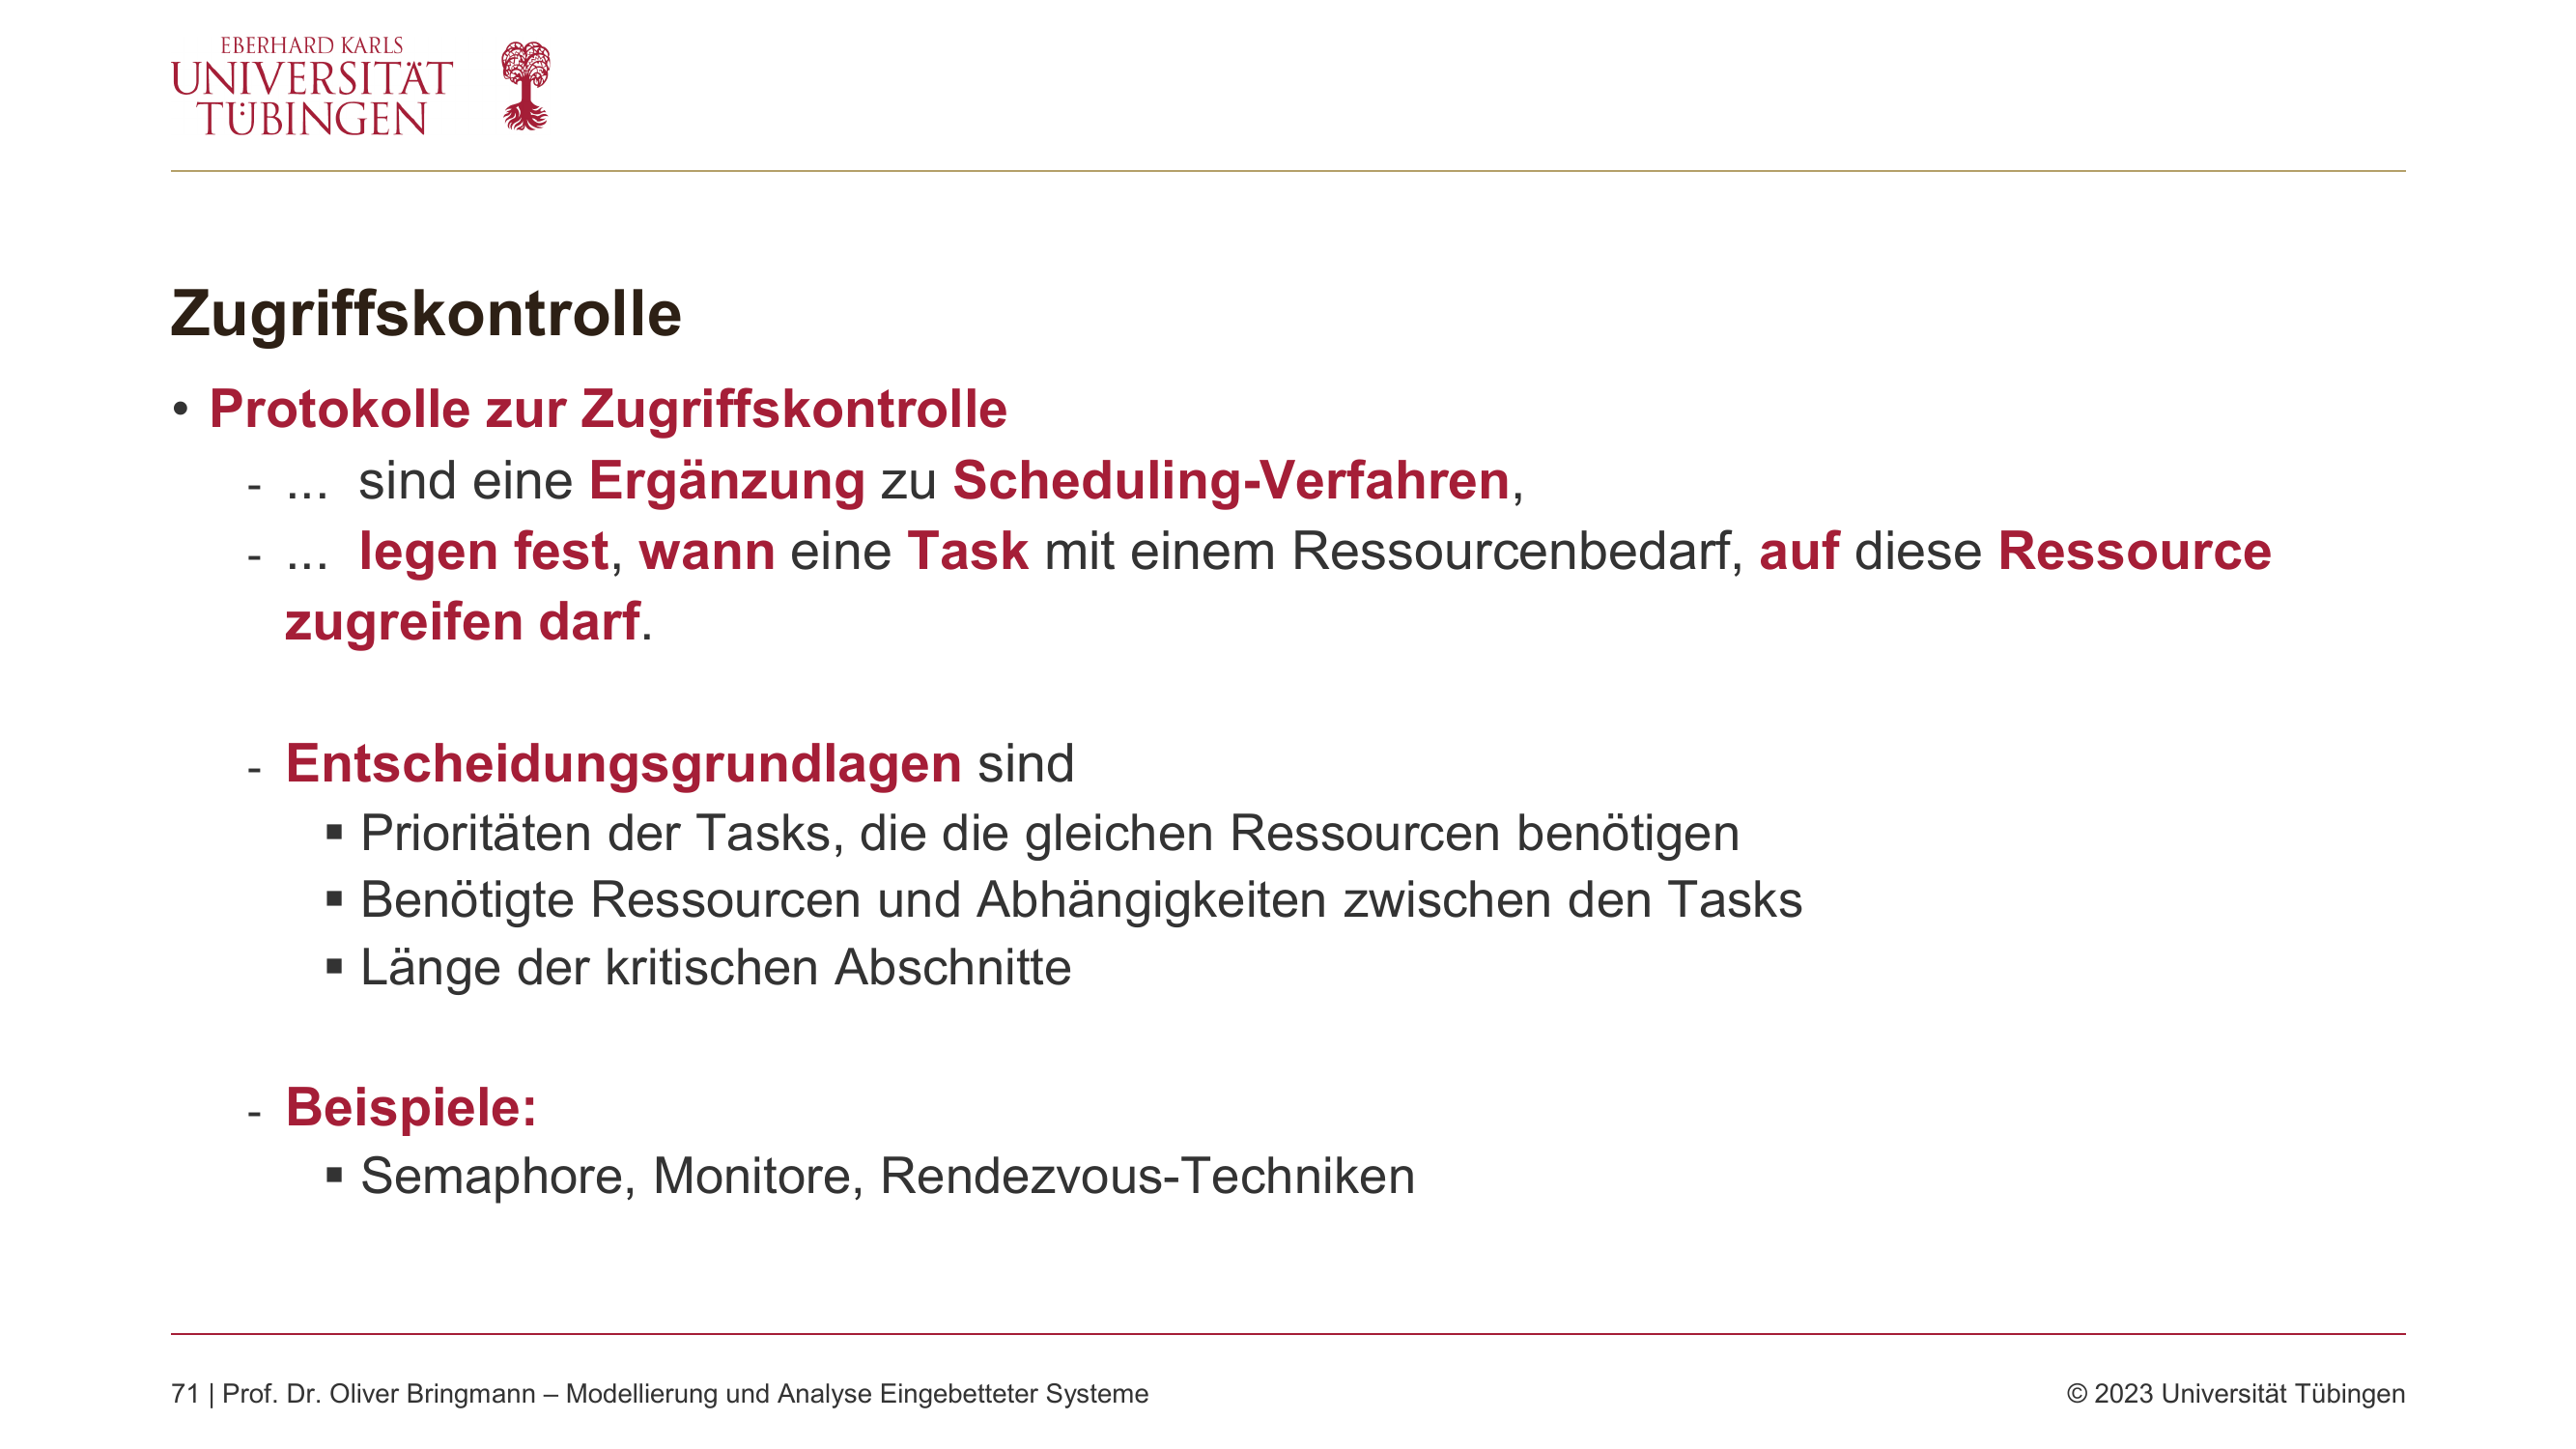 EBERHARD KARLS
UNIVERSITÄT
TÜBINGEN
Zugriffskontrolle
• Protokolle zur Zugriffskontrolle
- ... sind eine Ergänzung zu Scheduling-Verfahren,
- ... legen fest, wann eine Task mit einem Ressourcenbedarf, auf diese Ressource
zugreifen darf.
- Entscheidungsgrundlagen sind
▪ Prioritäten der Tasks, die die gleichen Ressourcen benötigen
▪ Benötigte Ressourcen und Abhängigkeiten zwischen den Tasks
▪ Länge der kritischen Abschnitte
- Beispiele:
▪ Semaphore, Monitore, Rendezvous-Techniken
71 | Prof. Dr. Oliver Bringmann – Modellierung und Analyse Eingebetteter Systeme
© 2023 Universität Tübingen